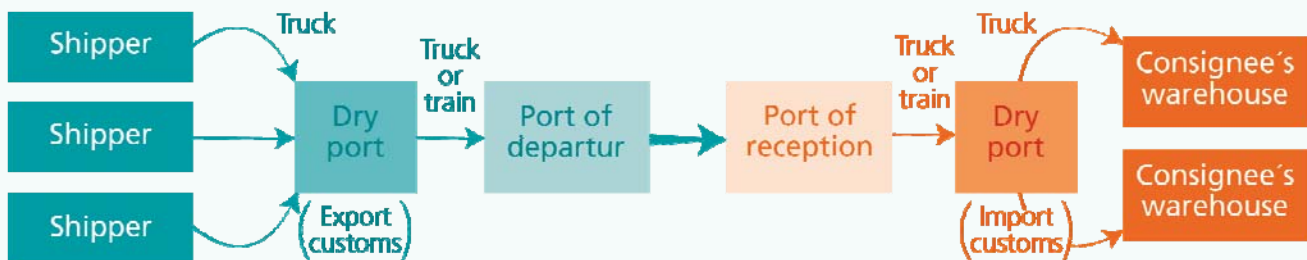 Shipper
Truck
Shipper
Shipper
Dry
port
(Export
customs)
Truck
or
train
Port of
departur
Port of
reception
Truck
or
train
Truck
Dry
port
(Import
customs)
Consignee´s
warehouse
Consignee´s
warehouse